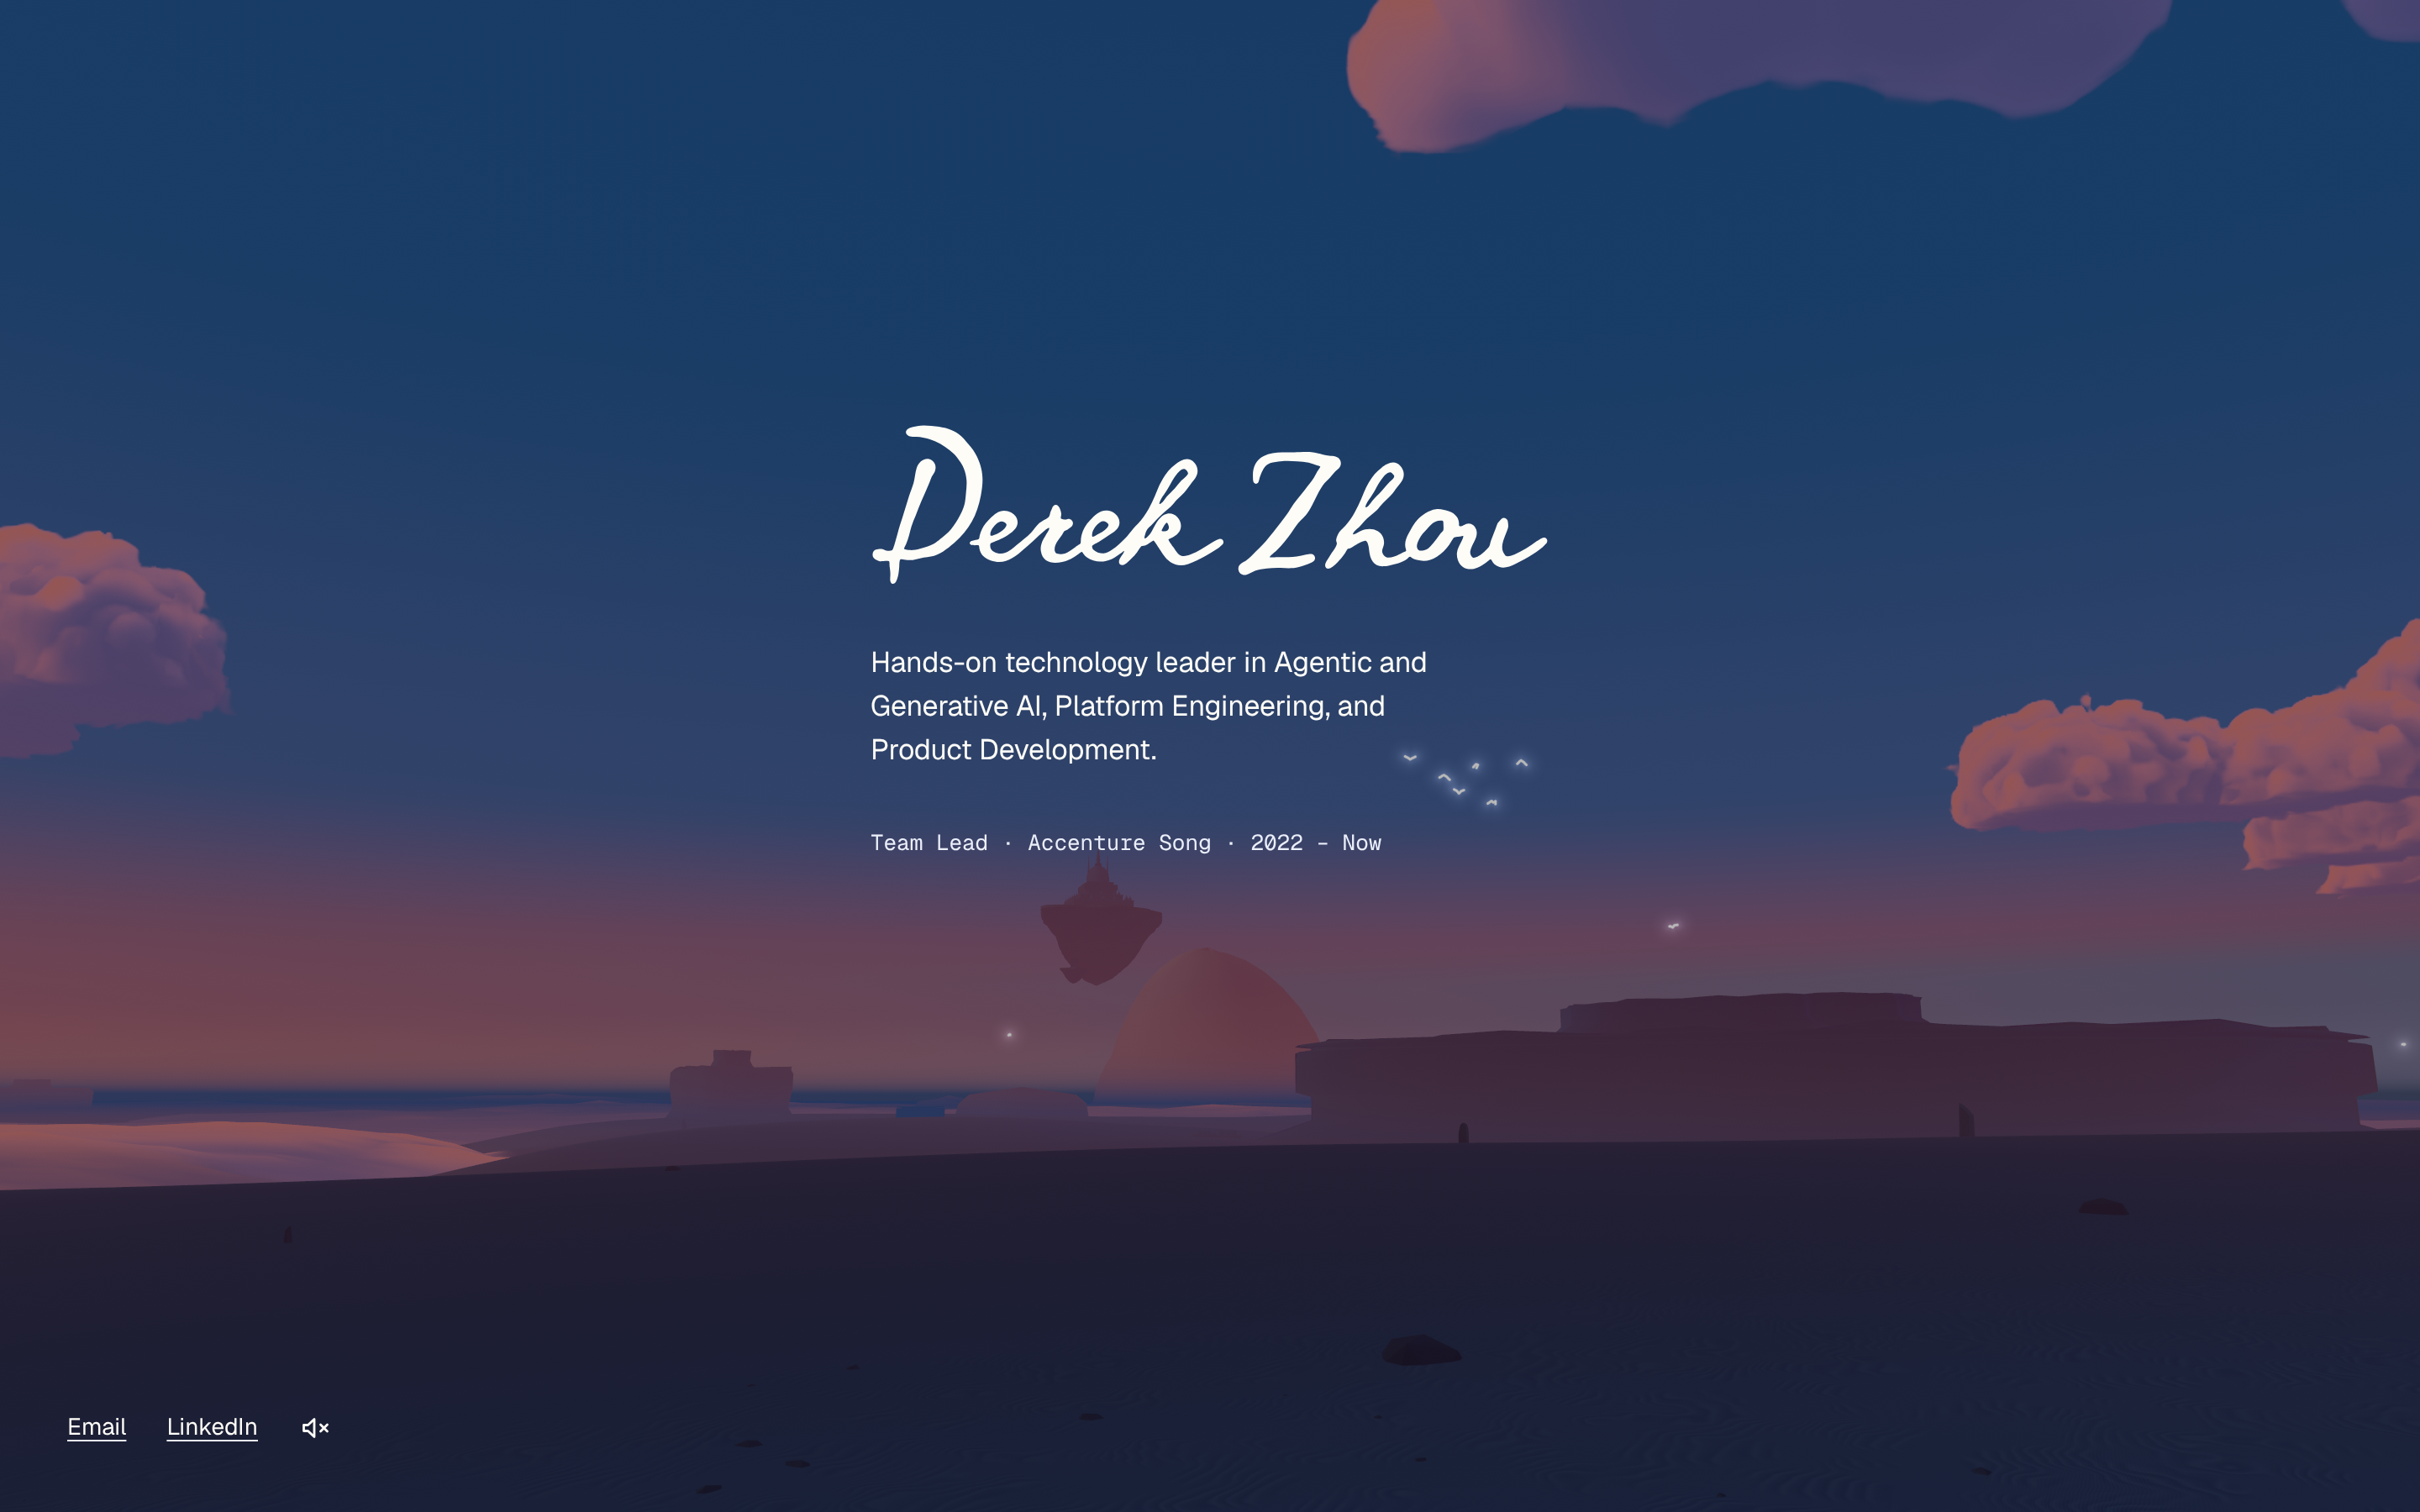 Derek Zhou
Hands-on technology leader in Agentic and
Generative AI, Platform Engineering, and
Product Development.
Team Lead · Accenture Song · 2022 – Now
Email LinkedIn